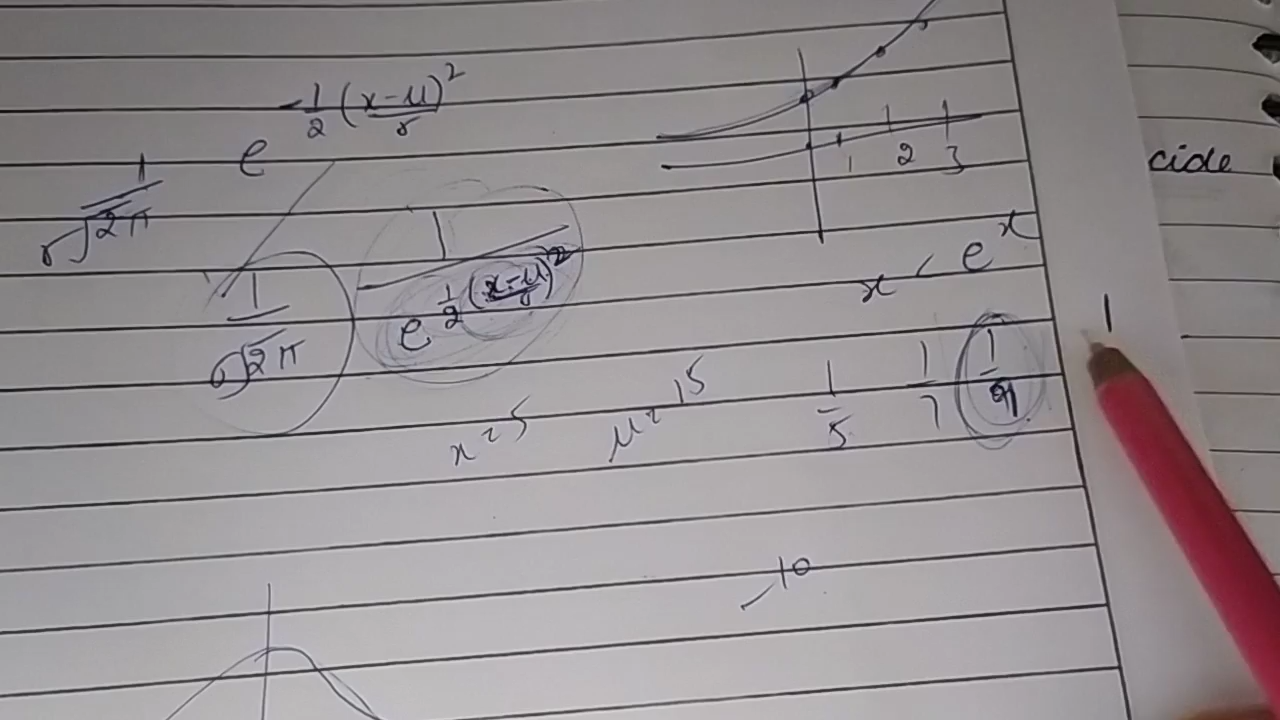 1/(σ√2π) e^(-1/2 ((x-μ)/σ)^2)
1 2 3
cide
1/(σ√2π) 1/(e^(1/2 ((x-μ)/σ)^2))
x < e^x
x = 5 μ = 15 1/5 1/7 1/9 1
-10